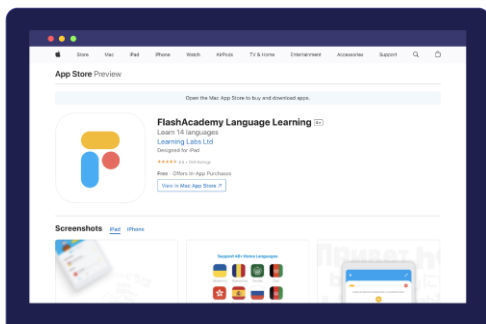 Store Mac iPad iPhone Watch AirPods TV & Home Entertainment Accessories Support
App Store Preview
Open the Mac App Store to buy and download apps.
FlashAcademy Language Learning 4+
Learn 14 languages
Learning Labs Ltd
Designed for iPad
Free · Offers In-App Purchases
View in Mac App Store ↗
Screenshots iPad iPhone
Support 48+ Home Languages